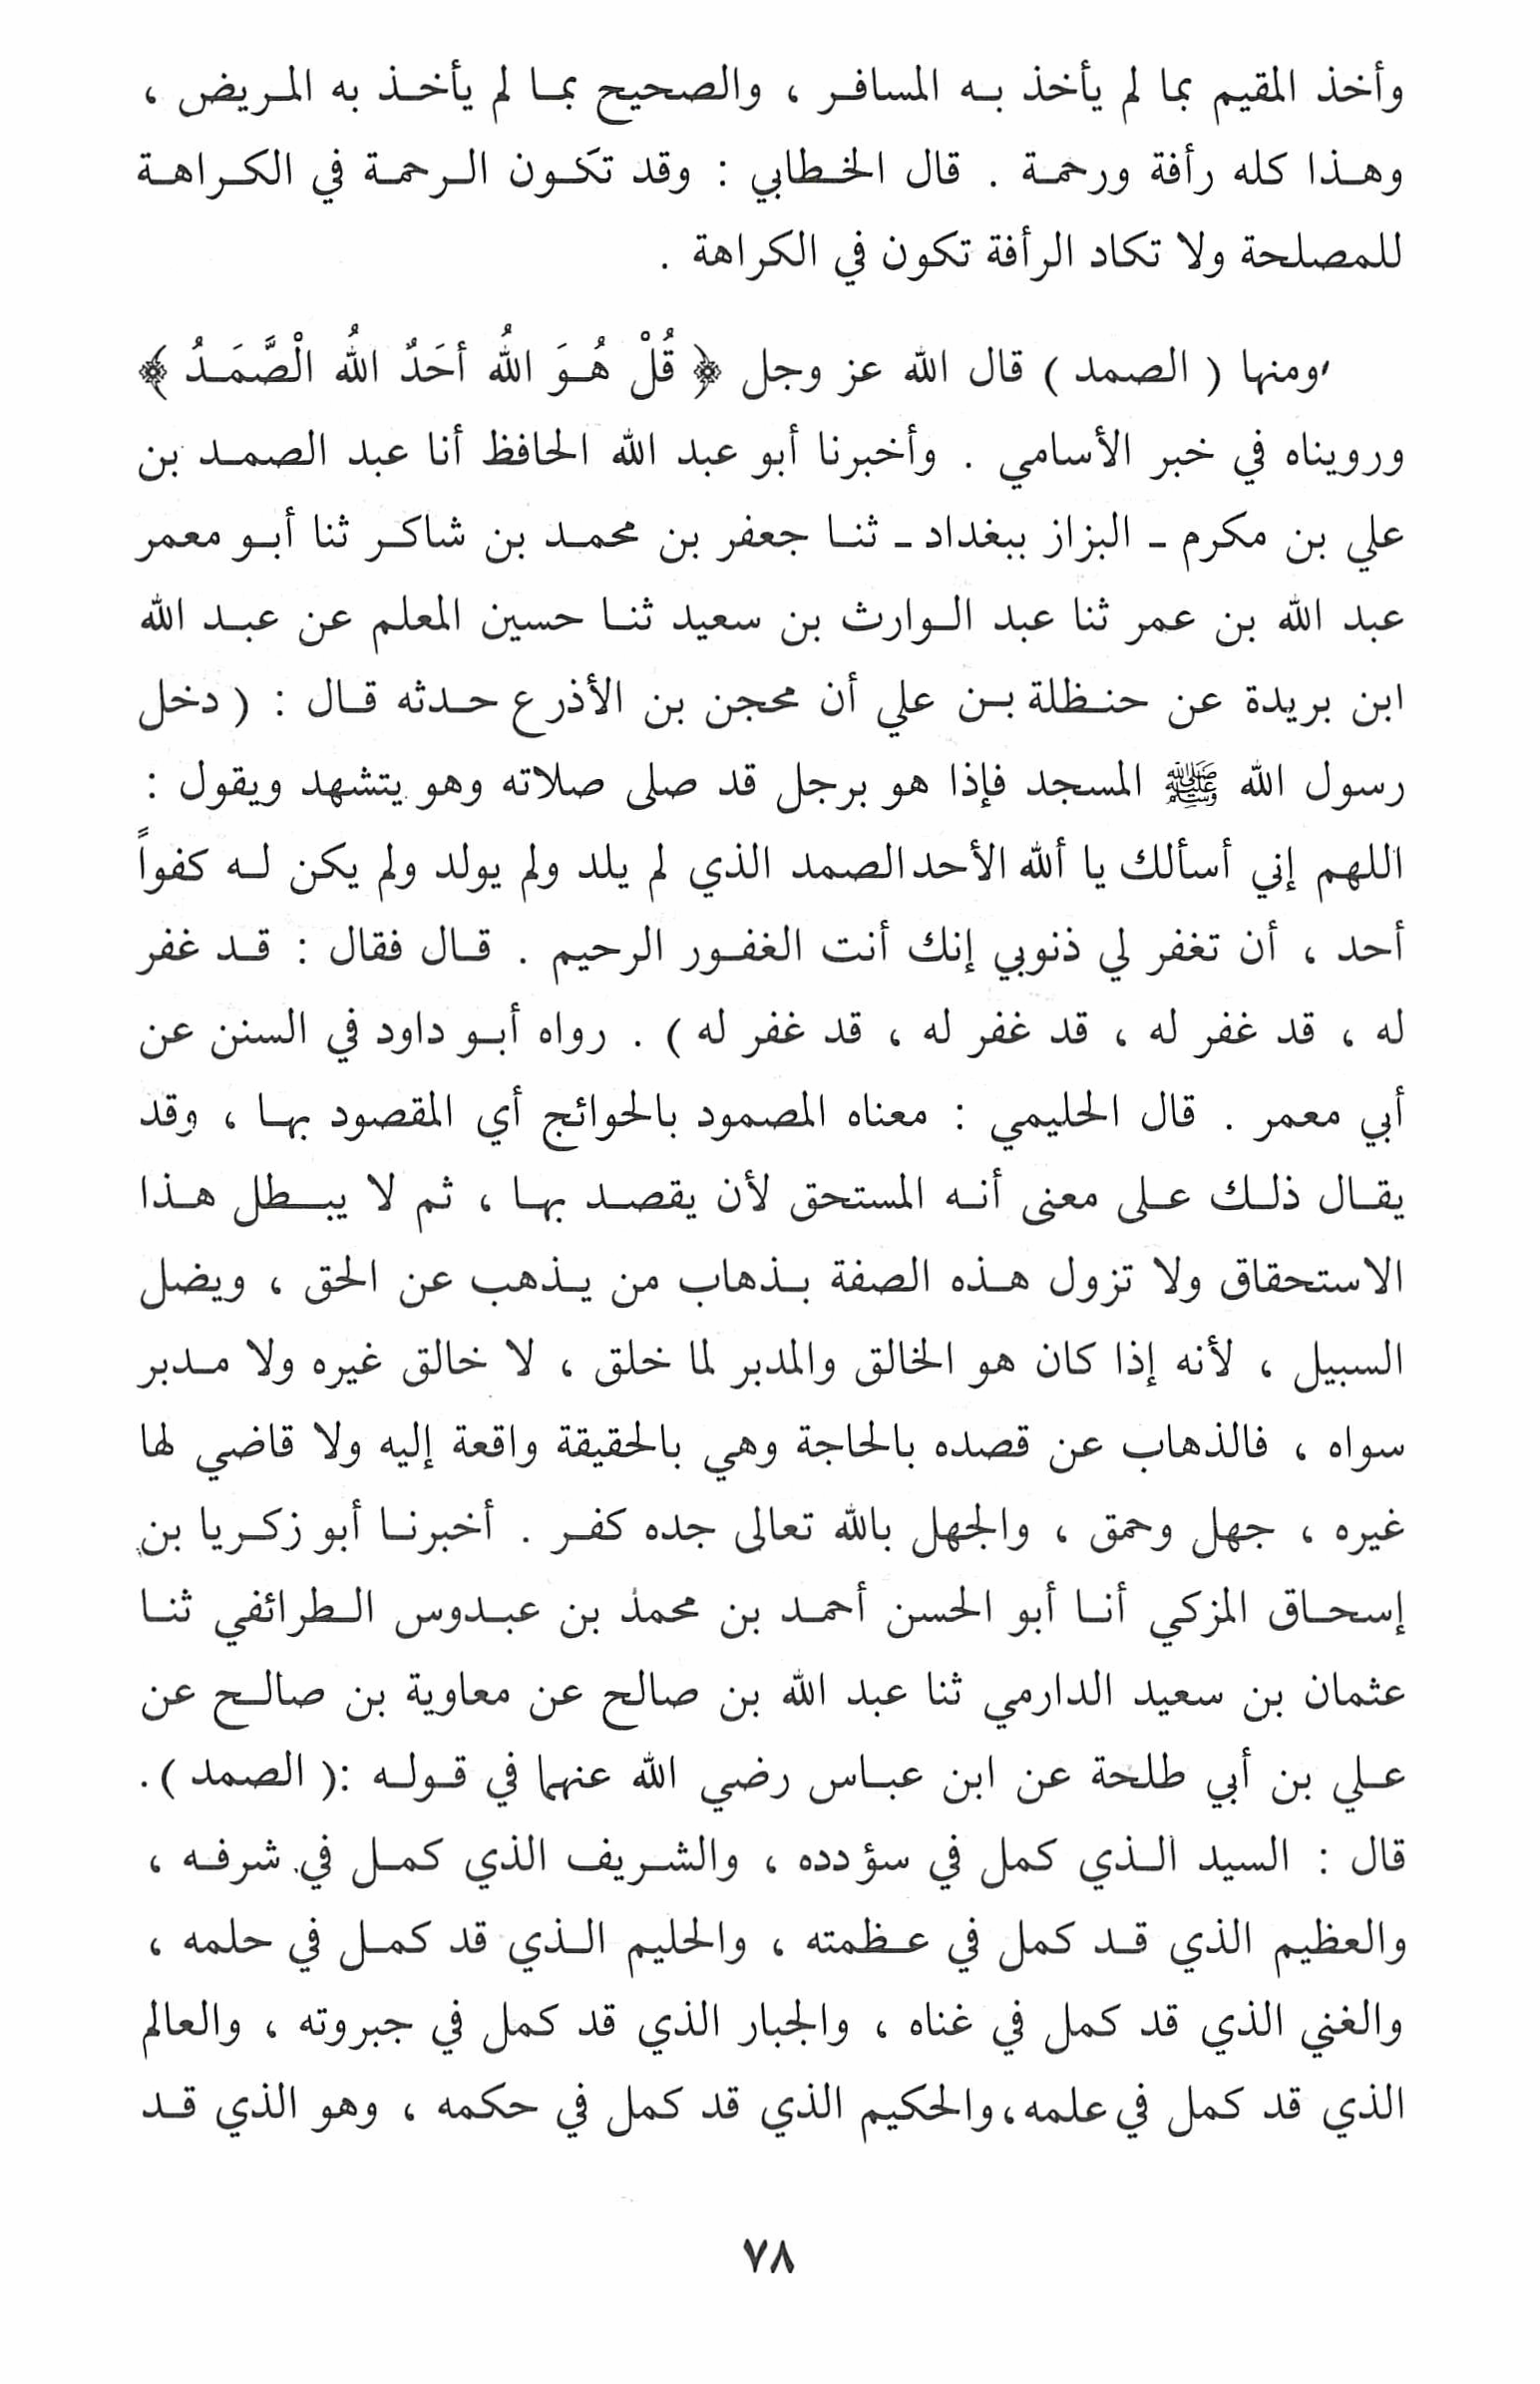 وأخذ المقيم بما لم يأخذ به المسافر ، والصحيح بما لم يأخذ به المريض ،
وهذا كله رأفة ورحمة . قال الخطابي : وقد تكون الرحمة في الكراهة
للمصلحة ولا تكاد الرأفة تكون في الكراهة .
ومنها ( الصمد ) قال الله عز وجل ﴿ قُلْ هُوَ اللهُ أحَدٌ اللهُ الْصَّمَدُ ﴾
ورويناه في خبر الأسامي . وأخبرنا أبو عبد الله الحافظ أنا عبد الصمد بن
علي بن مكرم ـ البزاز ببغداد ـ ثنا جعفر بن محمد بن شاكر ثنا أبو معمر
عبد الله بن عمر ثنا عبد الوارث بن سعيد ثنا حسين المعلم عن عبد الله
ابن بريدة عن حنظلة بن علي أن محجن بن الأذرع حدثه قال : ( دخل
رسول الله ﷺ المسجد فإذا هو برجل قد صلى صلاته وهو يتشهد ويقول :
اللهم إني أسألك يا ألله الأحد الصمد الذي لم يلد ولم يولد ولم يكن له كفواً
أحد ، أن تغفر لي ذنوبي إنك أنت الغفور الرحيم . قال فقال : قد غفر
له ، قد غفر له ، قد غفر له ، قد غفر له ) . رواه أبو داود في السنن عن
أبي معمر . قال الحليمي : معناه المصمود بالحوائج أي المقصود بها ، وقد
يقال ذلك على معنى أنه المستحق لأن يقصد بها ، ثم لا يبطل هذا
الاستحقاق ولا تزول هذه الصفة بذهاب من يذهب عن الحق ، ويضل
السبيل ، لأنه إذا كان هو الخالق والمدبر لما خلق ، لا خالق غيره ولا مدبر
سواه ، فالذهاب عن قصده بالحاجة وهي بالحقيقة واقعة إليه ولا قاضي لها
غيره ، جهل وحمق ، والجهل بالله تعالى جده كفر . أخبرنا أبو زكريا بن
إسحاق المزكي أنا أبو الحسن أحمد بن محمد بن عبدوس الطرائفي ثنا
عثمان بن سعيد الدارمي ثنا عبد الله بن صالح عن معاوية بن صالح عن
علي بن أبي طلحة عن ابن عباس رضي الله عنهما في قوله :( الصمد ) .
قال : السيد الذي كمل في سؤدده ، والشريف الذي كمل في شرفه ،
والعظيم الذي قد كمل في عظمته ، والحليم الذي قد كمل في حلمه ،
والغني الذي قد كمل في غناه ، والجبار الذي قد كمل في جبروته ، والعالم
الذي قد كمل في علمه ، والحكيم الذي قد كمل في حكمه ، وهو الذي قد
٧٨